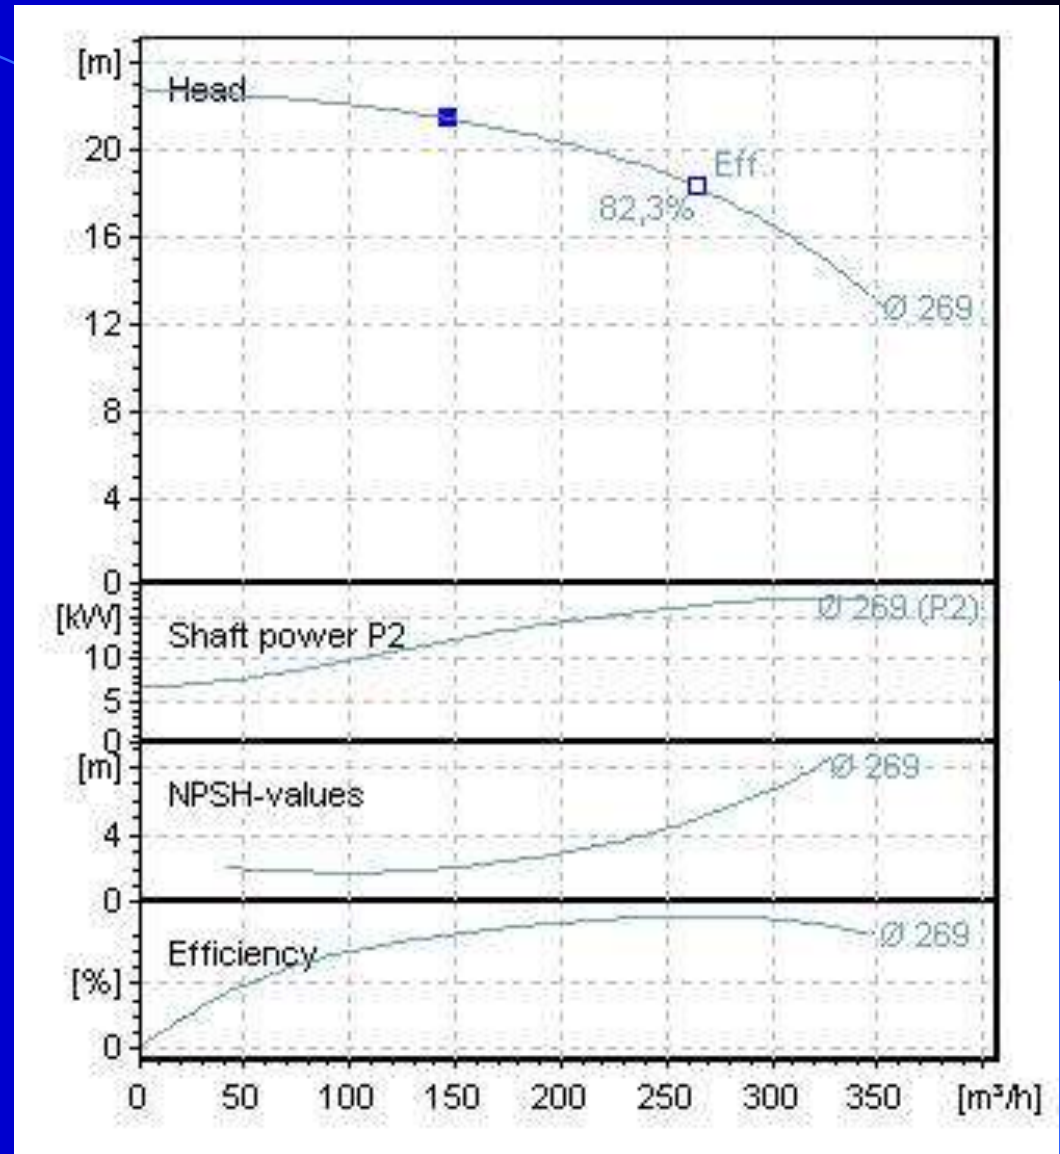 [m]
Head
20
Eff.
82,3%
16
12
Ø 269
8
4
0
[kW]
Shaft power P2
Ø 269 (P2)
10
5
0
[m]
NPSH-values
Ø 269
4
0
Efficiency
Ø 269
[%]
0
0 50 100 150 200 250 300 350 [m³/h]